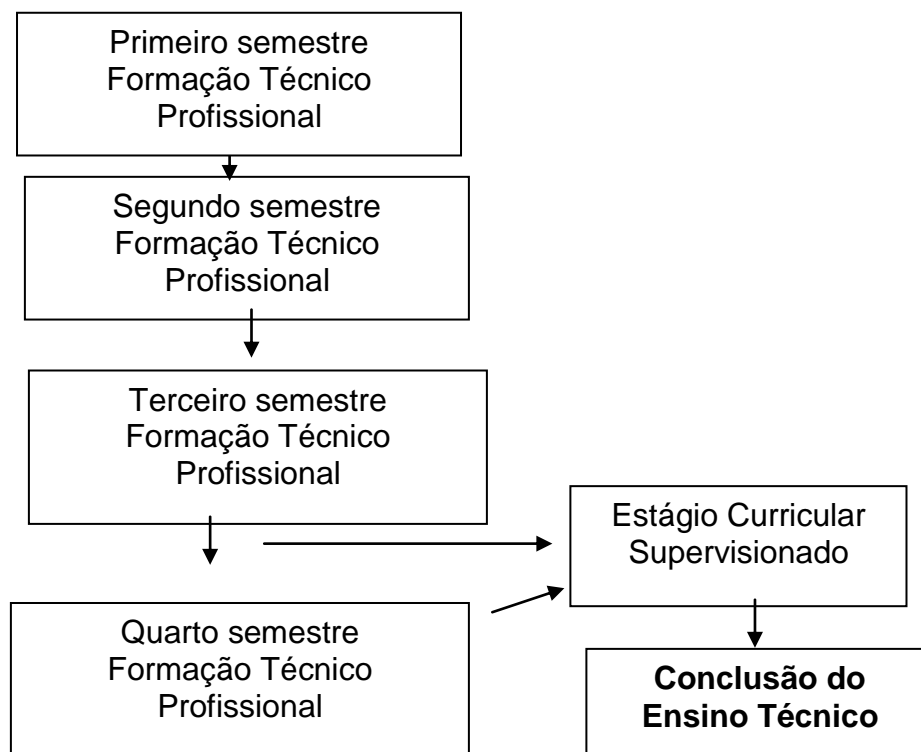 Primeiro semestre
Formação Técnico
Profissional
Segundo semestre
Formação Técnico
Profissional
Terceiro semestre
Formação Técnico
Profissional
Estágio Curricular
Supervisionado
Quarto semestre
Formação Técnico
Profissional
Conclusão do
Ensino Técnico